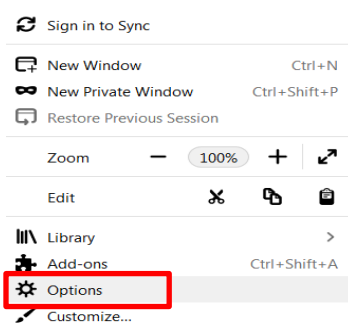 Sign in to Sync
New Window Ctrl+N
New Private Window Ctrl+Shift+P
Restore Previous Session
Zoom 100%
Edit
Library
Add-ons Ctrl+Shift+A
Options
Customize...